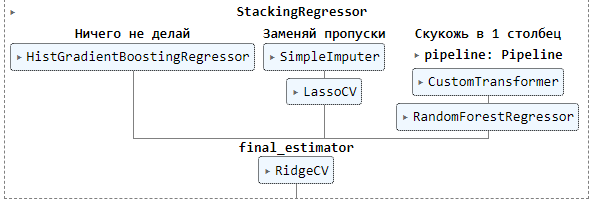 StackingRegressor
Ничего не делай
HistGradientBoostingRegressor
Заменяй пропуски
SimpleImputer
LassoCV
Скукожь в 1 столбец
pipeline: Pipeline
CustomTransformer
RandomForestRegressor
final_estimator
RidgeCV